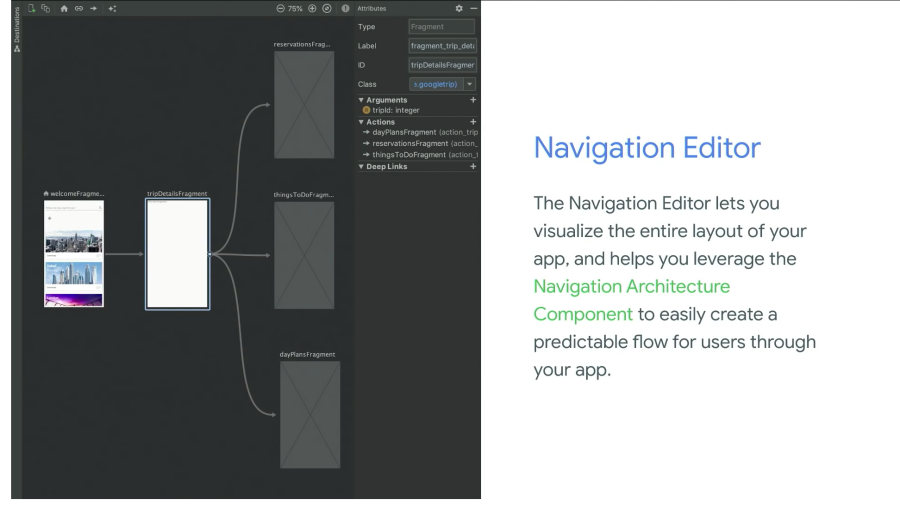 Destinations
75%
Attributes
Type
Fragment
Label
fragment_trip_deta
ID
tripDetailsFragmer
Class
s.googletrip)
Arguments
tripId: integer
Actions
dayPlansFragment (action_trip
reservationsFragment (action_
thingsToDoFragment (action_t
Deep Links
reservationsFrag...
welcomeFragme...
tripDetailsFragment
thingsToDoFragm...
dayPlansFragment
Navigation Editor
The Navigation Editor lets you
visualize the entire layout of your
app, and helps you leverage the
Navigation Architecture
Component to easily create a
predictable flow for users through
your app.